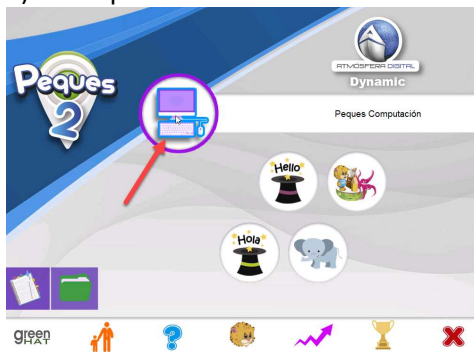 Peques
2
ATMOSFERA DIGITAL
Dynamic
Peques Computación
Hello
Hola
green
HAT
?